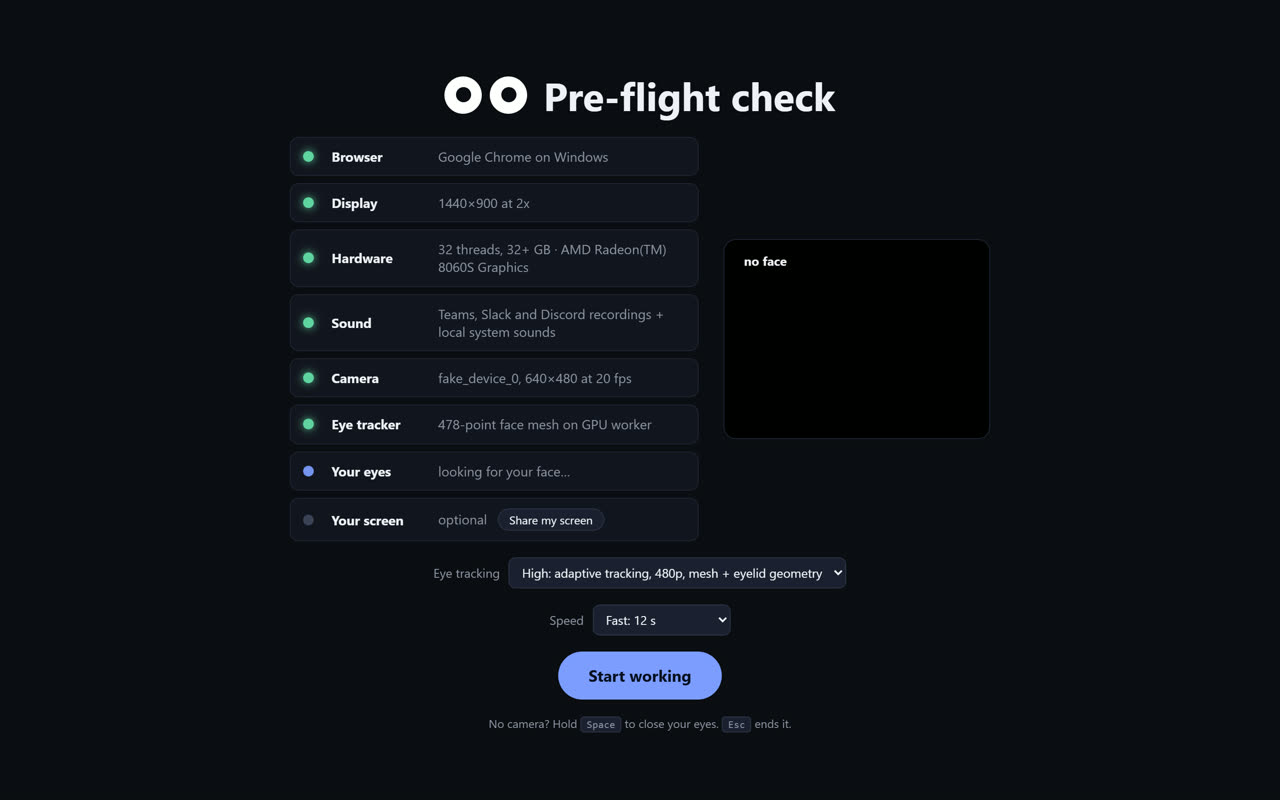 Pre-flight check
Browser Google Chrome on Windows
Display 1440×900 at 2x
Hardware 32 threads, 32+ GB · AMD Radeon(TM)
8060S Graphics
Sound Teams, Slack and Discord recordings +
local system sounds
Camera fake_device_0, 640×480 at 20 fps
Eye tracker 478-point face mesh on GPU worker
Your eyes looking for your face...
Your screen optional Share my screen
no face
Eye tracking High: adaptive tracking, 480p, mesh + eyelid geometry
Speed Fast: 12 s
Start working
No camera? Hold Space to close your eyes. Esc ends it.